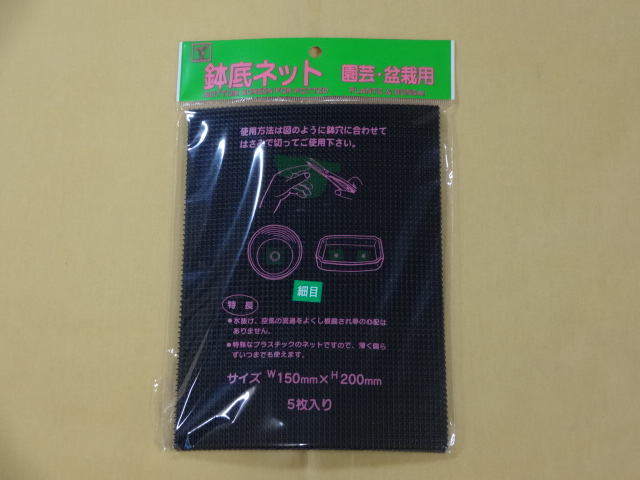 鉢底ネット 園芸・盆栽用
使用方法は図のように鉢穴に合わせて
はさみで切ってご使用下さい。
細目
特長
●水抜け、空気の流通をよくし根腐され等の心配は
ありません。
●特殊なプラスチックのネットですので、薄く腐ら
ずいつまでも使えます。
サイズ W150mm×H200mm
5枚入り